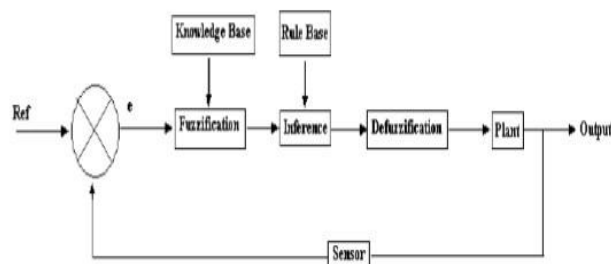 Knowledge Base
Rule Base
Ref
e
Fuzzification
Inference
Defuzzification
Plant
Output
Sensor